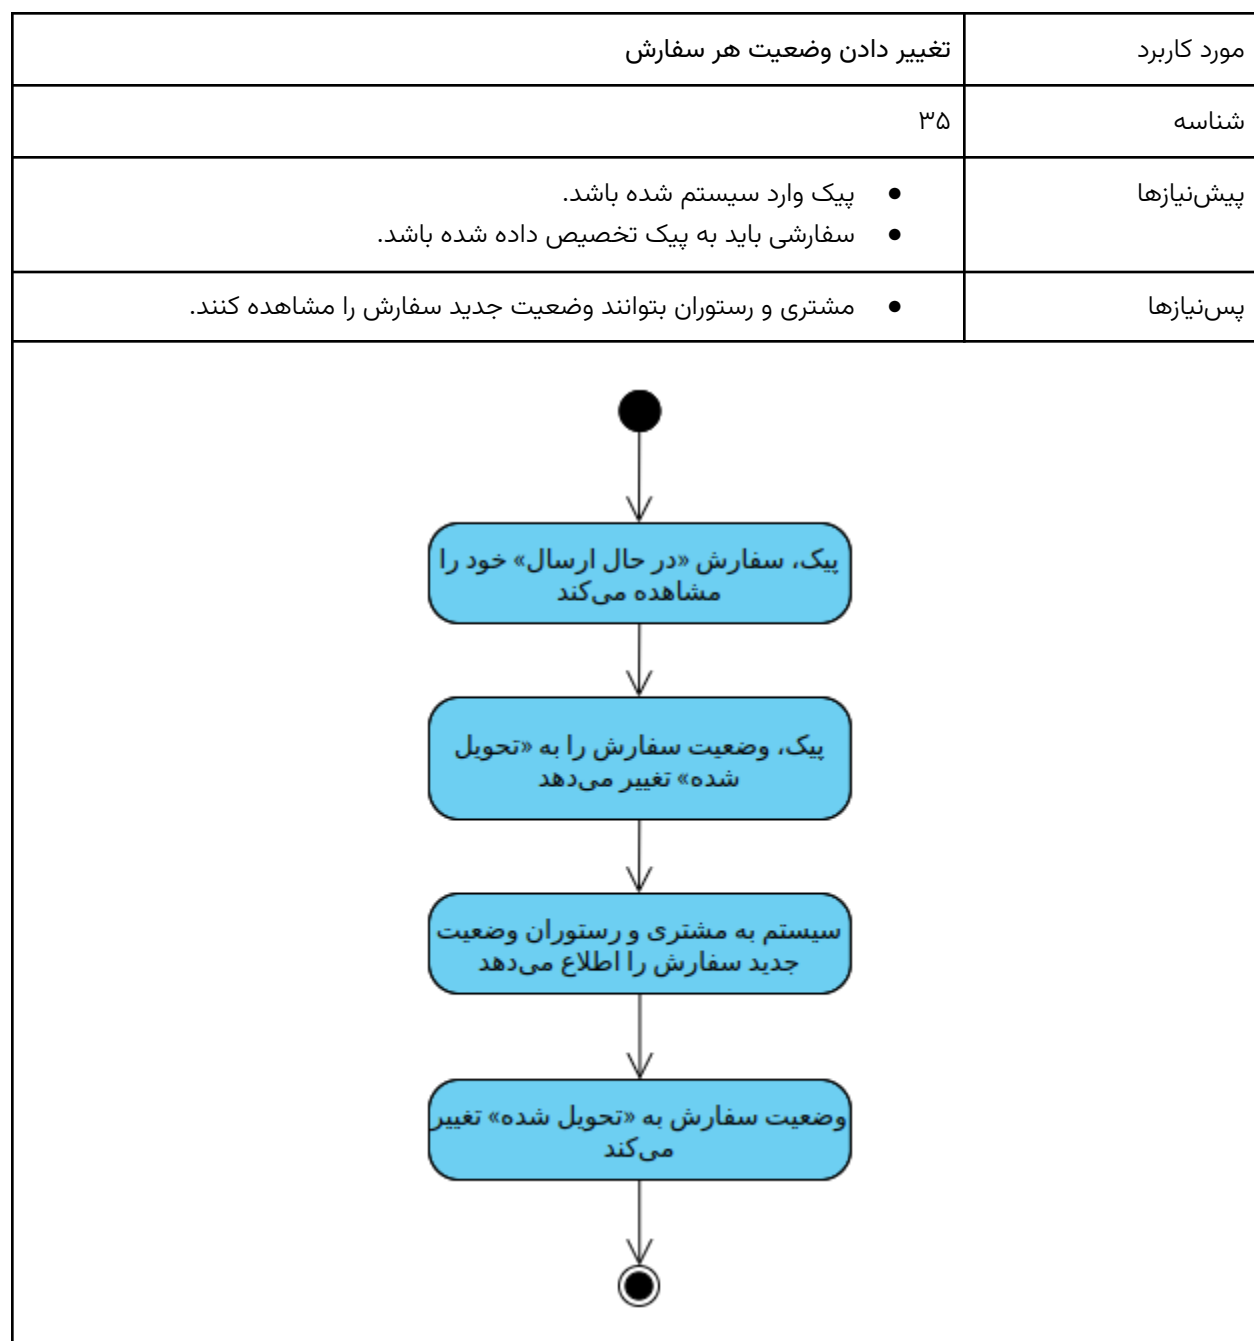 مورد کاربرد
تغییر دادن وضعیت هر سفارش
شناسه
۳۵
پیش‌نیازها
● پیک وارد سیستم شده باشد.
● سفارشی باید به پیک تخصیص داده شده باشد.
پس‌نیازها
● مشتری و رستوران بتوانند وضعیت جدید سفارش را مشاهده کنند.
پیک، سفارش «در حال ارسال» خود را
مشاهده می‌کند
پیک، وضعیت سفارش را به «تحویل
شده» تغییر می‌دهد
سیستم به مشتری و رستوران وضعیت
جدید سفارش را اطلاع می‌دهد
وضعیت سفارش به «تحویل شده» تغییر
می‌کند